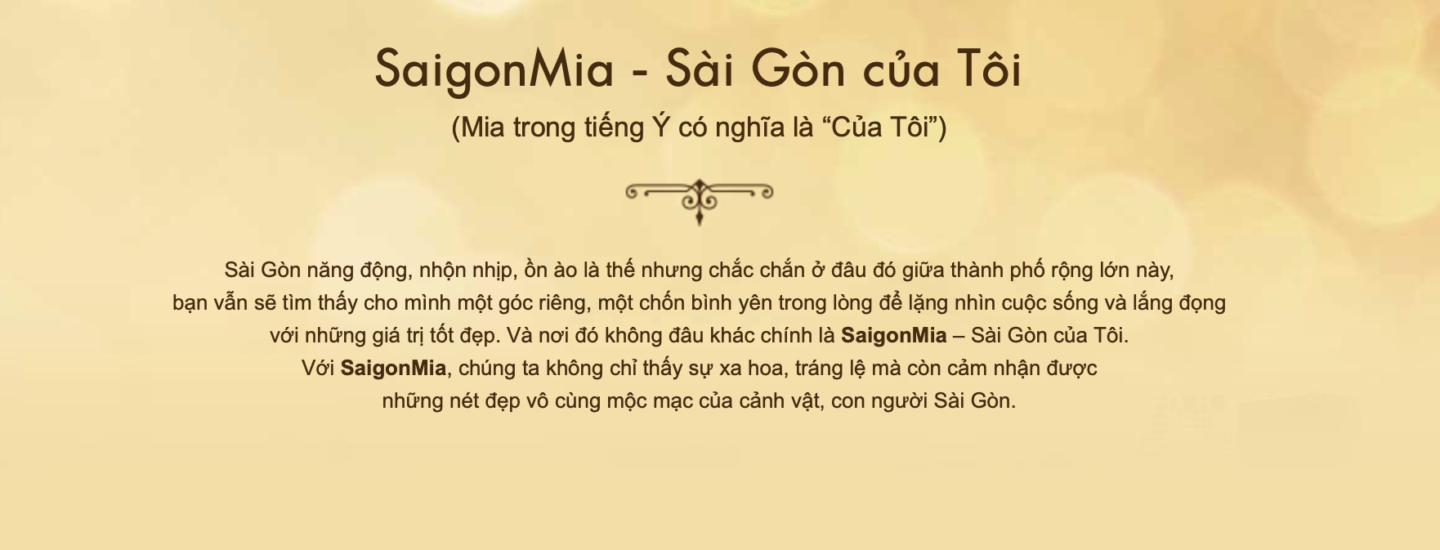 SaigonMia - Sài Gòn của Tôi
(Mia trong tiếng Ý có nghĩa là “Của Tôi”)
Sài Gòn năng động, nhộn nhịp, ồn ào là thế nhưng chắc chắn ở đâu đó giữa thành phố rộng lớn này,
bạn vẫn sẽ tìm thấy cho mình một góc riêng, một chốn bình yên trong lòng để lặng nhìn cuộc sống và lắng đọng
với những giá trị tốt đẹp. Và nơi đó không đâu khác chính là SaigonMia – Sài Gòn của Tôi.
Với SaigonMia, chúng ta không chỉ thấy sự xa hoa, tráng lệ mà còn cảm nhận được
những nét đẹp vô cùng mộc mạc của cảnh vật, con người Sài Gòn.